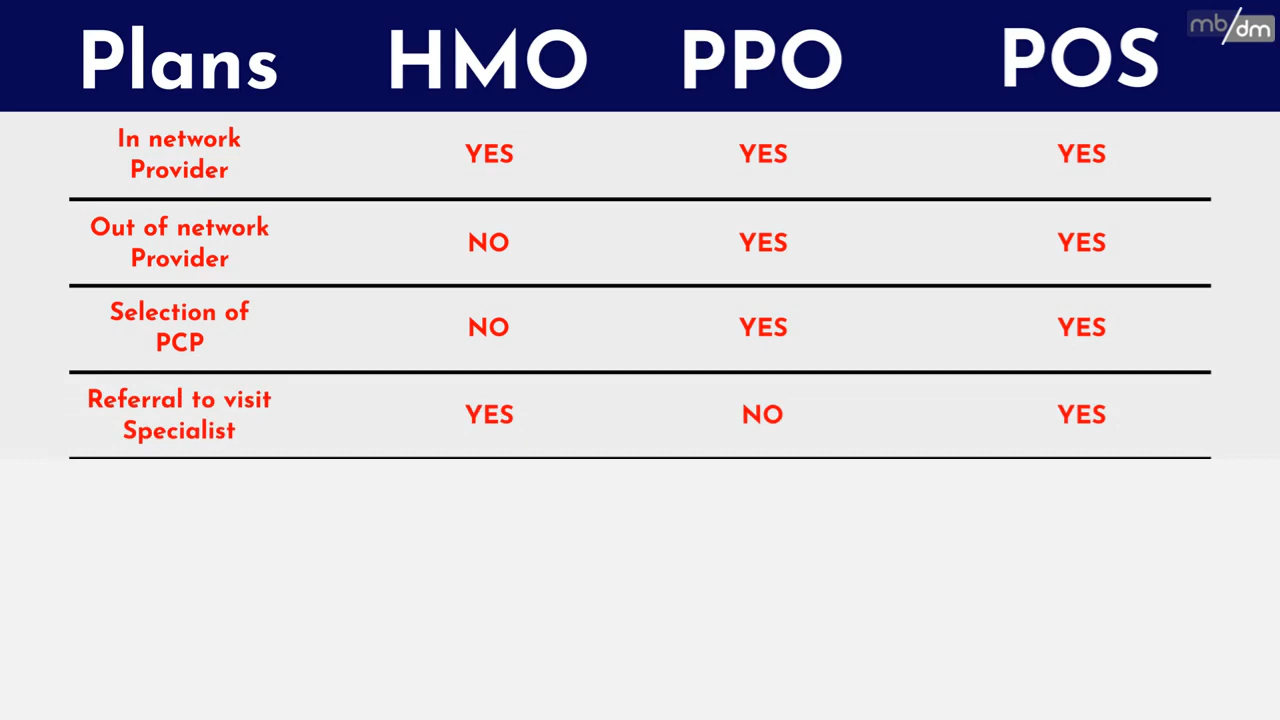 Plans HMO PPO POS
mb/dm
In network
Provider
YES YES YES
Out of network
Provider
NO YES YES
Selection of
PCP
NO YES YES
Referral to visit
Specialist
YES NO YES